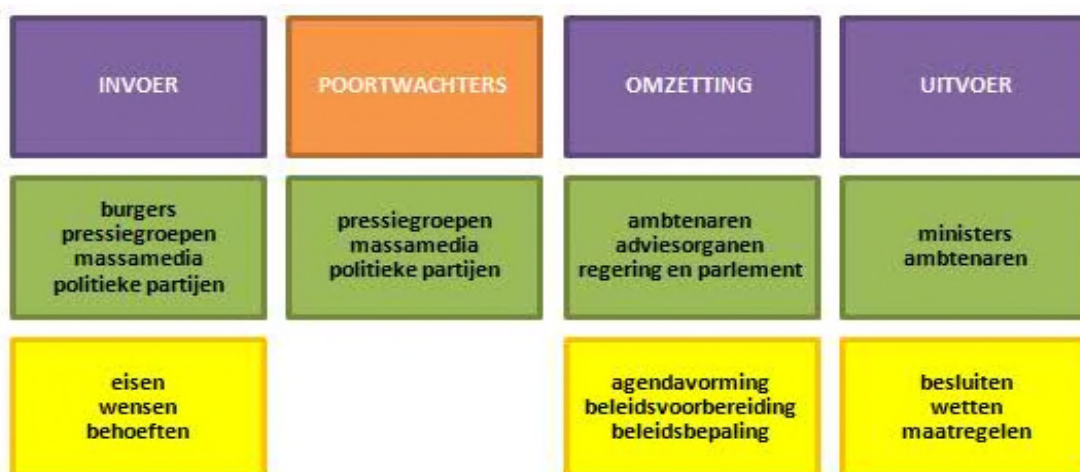 INVOER
POORTWACHTERS
OMZETTING
UITVOER
burgers
pressiegroepen
massamedia
politieke partijen
pressiegroepen
massamedia
politieke partijen
ambtenaren
adviesorganen
regering en parlement
ministers
ambtenaren
eisen
wensen
behoeften
agendavorming
beleidsvoorbereiding
beleidsbepaling
besluiten
wetten
maatregelen